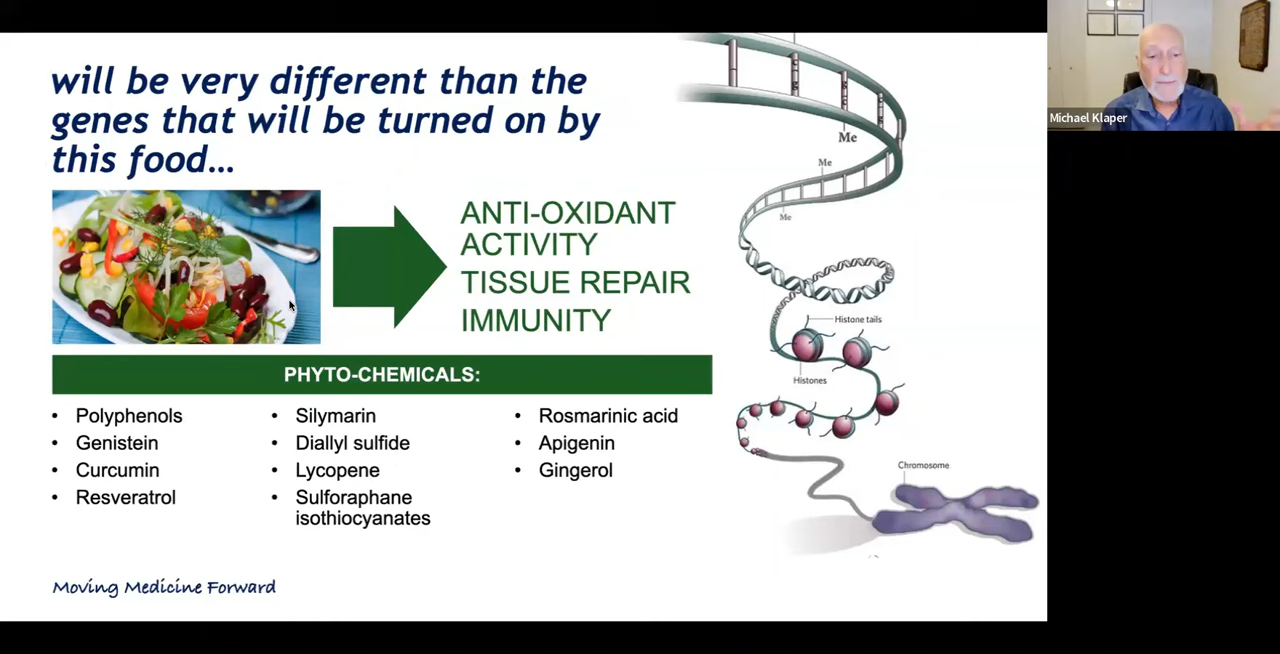 will be very different than the
genes that will be turned on by
this food…
ANTI-OXIDANT
ACTIVITY
TISSUE REPAIR
IMMUNITY
PHYTO-CHEMICALS:
• Polyphenols
• Genistein
• Curcumin
• Resveratrol
• Silymarin
• Diallyl sulfide
• Lycopene
• Sulforaphane
isothiocyanates
• Rosmarinic acid
• Apigenin
• Gingerol
Moving Medicine Forward
Me
Me
Me
Histone tails
Histones
Chromosome
Michael Klaper